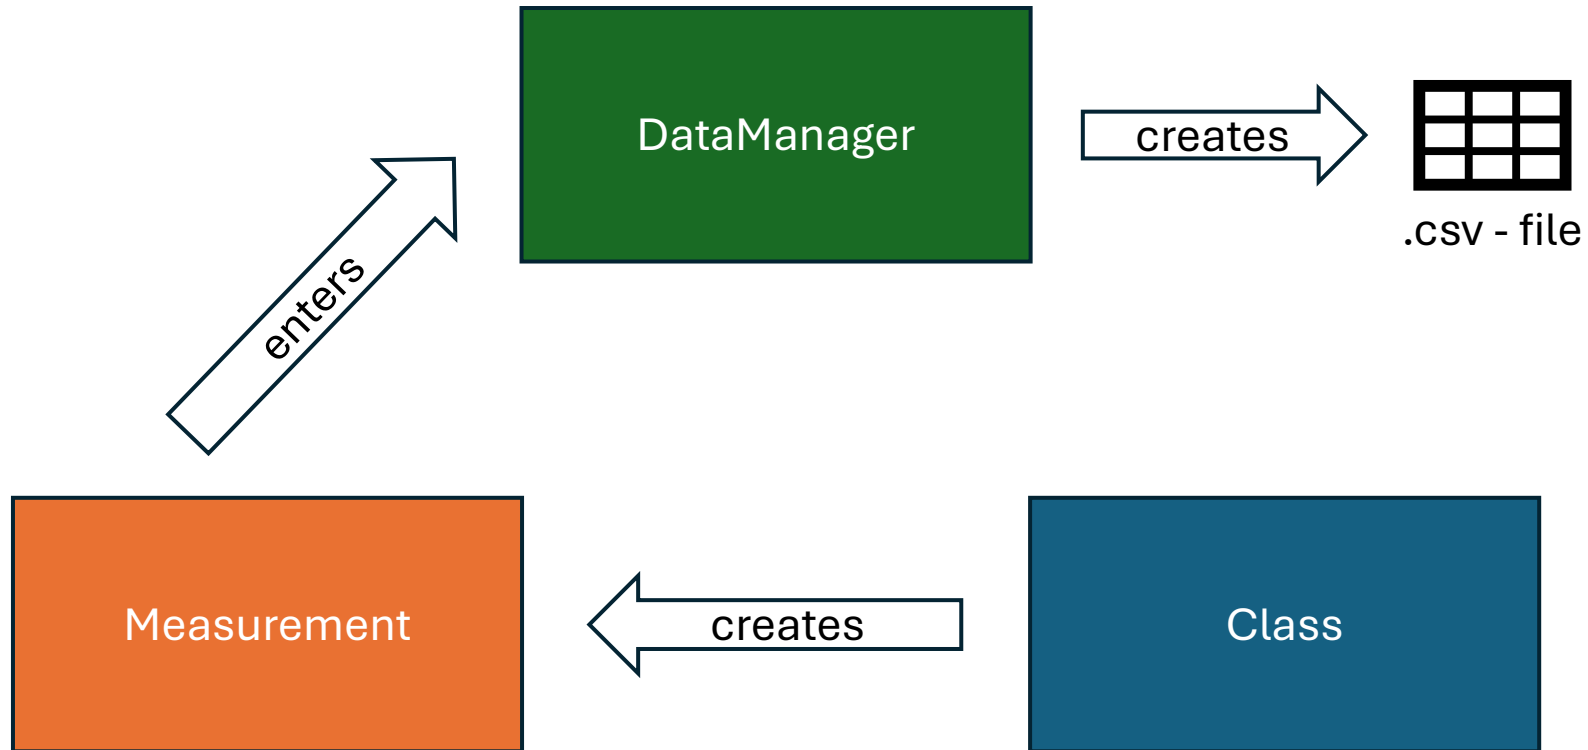 DataManager
creates
.csv - file
enters
Measurement
creates
Class